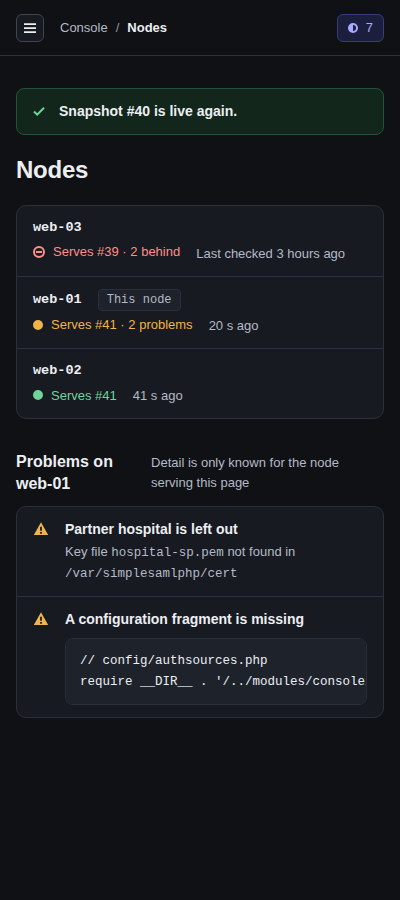 Console / Nodes
7
Snapshot #40 is live again.
Nodes
web-03
Serves #39 · 2 behind Last checked 3 hours ago
web-01 This node
Serves #41 · 2 problems 20 s ago
web-02
Serves #41 41 s ago
Problems on
web-01
Detail is only known for the node
serving this page
Partner hospital is left out
Key file hospital-sp.pem not found in
/var/simplesamlphp/cert
A configuration fragment is missing
// config/authsources.php
require __DIR__ . '/../modules/console